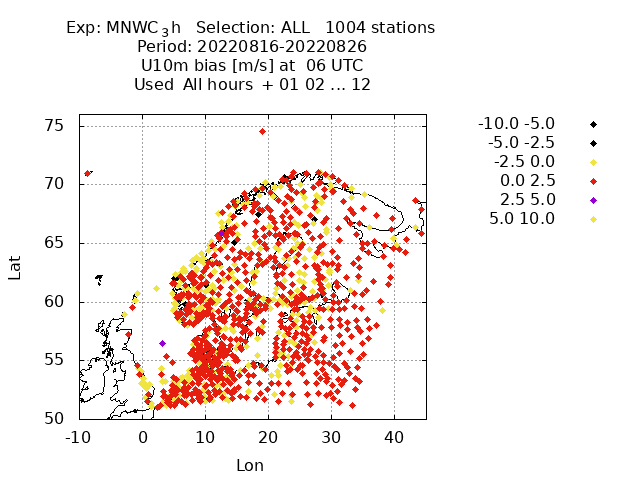 Exp: MNWC_3h Selection: ALL 1004 stations
Period: 20220816-20220826
U10m bias [m/s] at 06 UTC
Used All hours + 01 02 ... 12
-10.0 -5.0
-5.0 -2.5
-2.5 0.0
0.0 2.5
2.5 5.0
5.0 10.0
75
70
65
60
55
50
Lat
-10 0 10 20 30 40
Lon